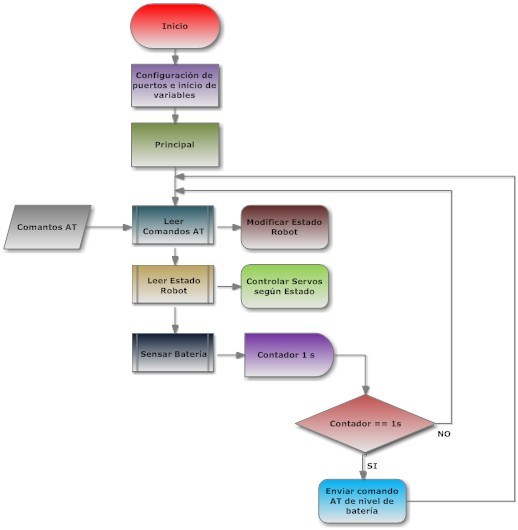 Inicio
Configuración de
puertos e inicio de
variables
Principal
Comantos AT
Leer
Comandos AT
Modificar Estado
Robot
Leer Estado
Robot
Controlar Servos
según Estado
Sensar Batería
Contador 1 s
Contador == 1s
NO
SI
Enviar comando
AT de nivel de
batería